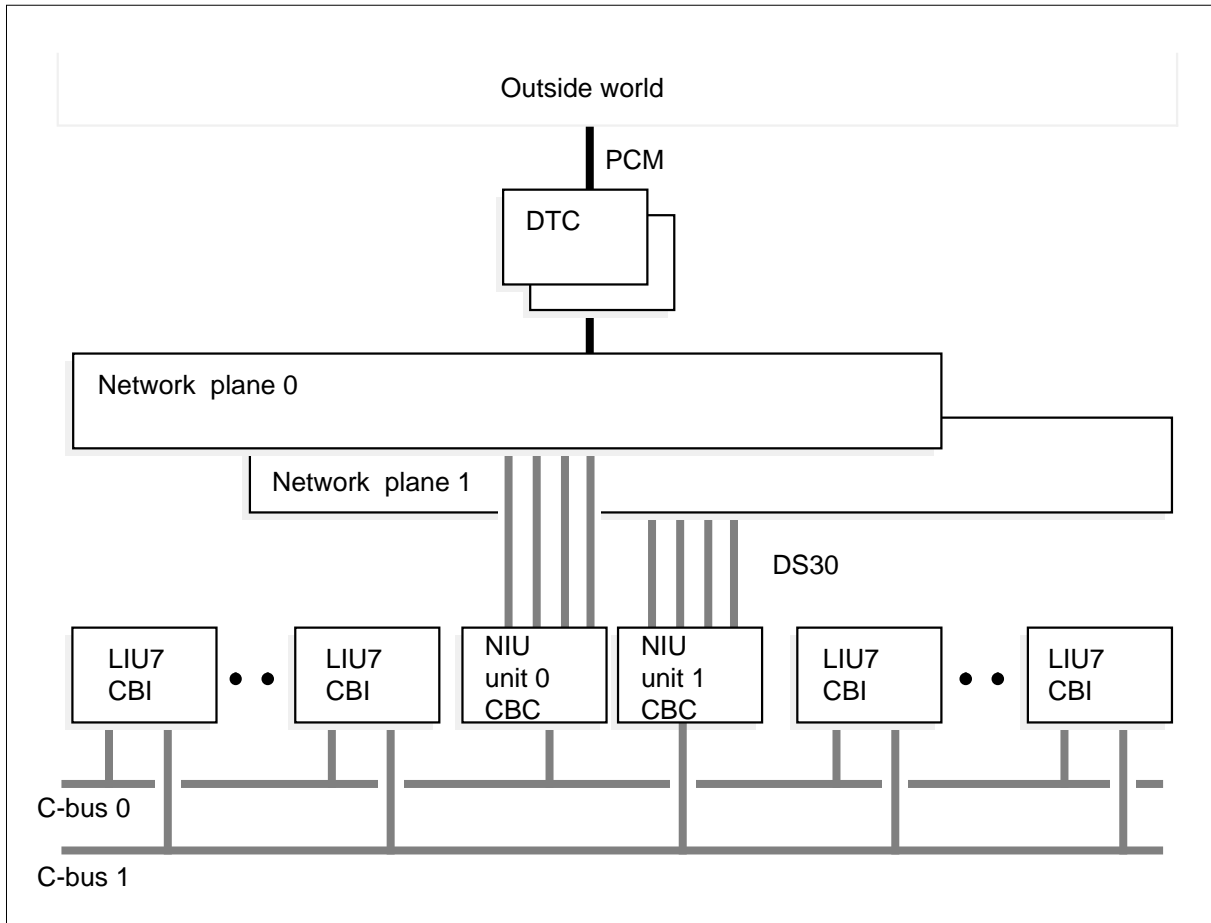 Outside world
PCM
DTC
Network plane 0
Network plane 1
DS30
LIU7
CBI
LIU7
CBI
NIU
unit 0
CBC
NIU
unit 1
CBC
LIU7
CBI
LIU7
CBI
C-bus 0
C-bus 1